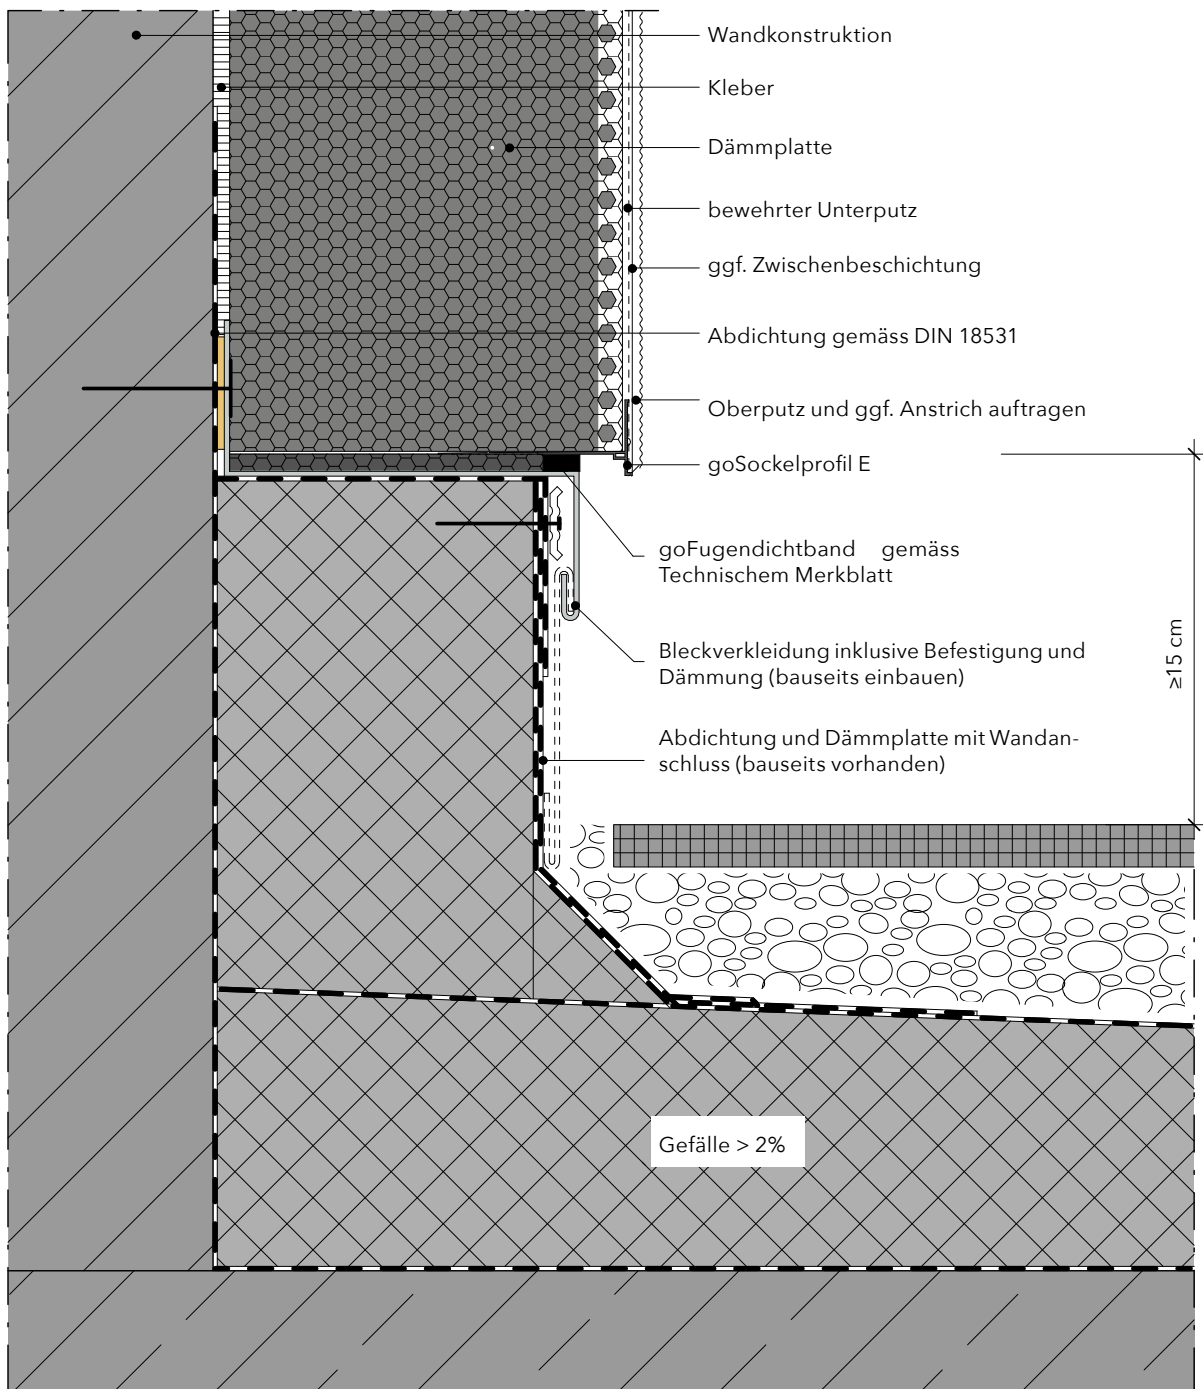 Wandkonstruktion
Kleber
Dämmplatte
bewehrter Unterputz
ggf. Zwischenbeschichtung
Abdichtung gemäss DIN 18531
Oberputz und ggf. Anstrich auftragen
goSockelprofil E
goFugendichtband gemäss
Technischem Merkblatt
Bleckverkleidung inklusive Befestigung und
Dämmung (bauseits einbauen)
≥15 cm
Abdichtung und Dämmplatte mit Wandan-
schluss (bauseits vorhanden)
Gefälle > 2%